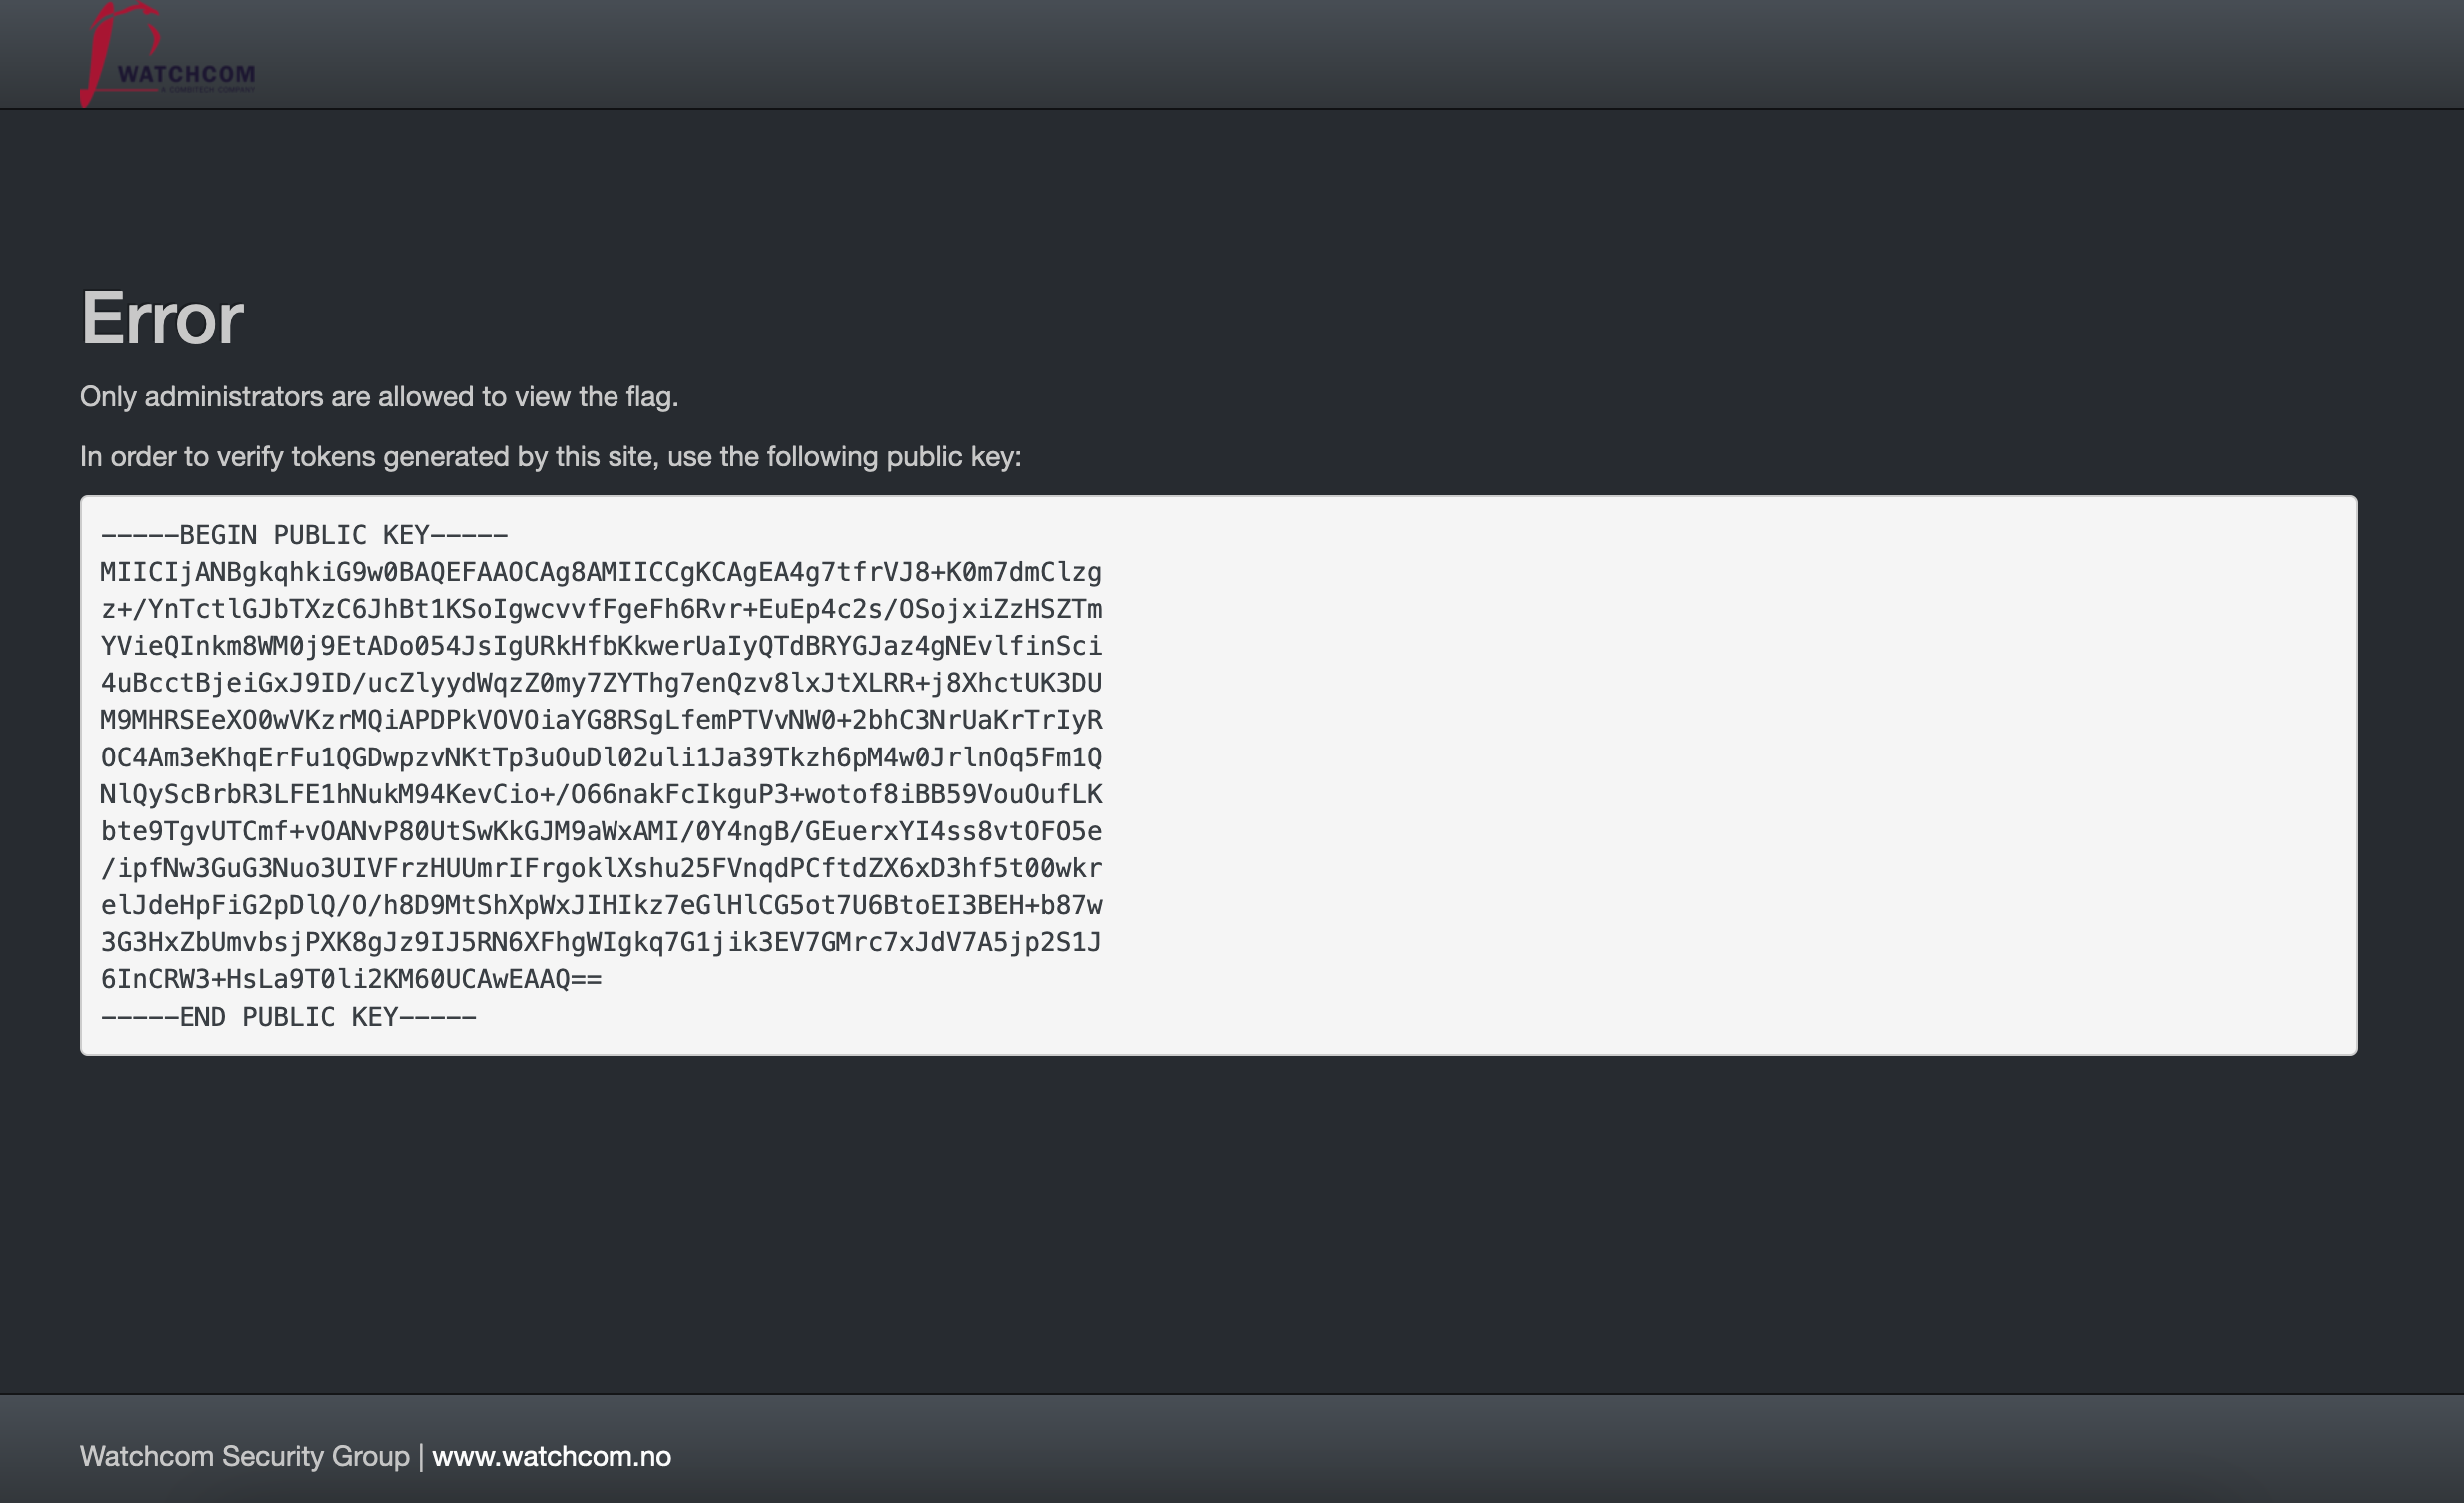 WATCHCOM
A COMBITECH COMPANY
Error
Only administrators are allowed to view the flag.
In order to verify tokens generated by this site, use the following public key:
-----BEGIN PUBLIC KEY-----
MIICIjANBgkqhkiG9w0BAQEFAAOCAg8AMIICCgKCAgEA4g7tfrVJ8+K0m7dmClzg
z+/YnTctlGJbTXzC6JhBt1KSoIgwcvvfFgeFh6Rvr+EuEp4c2s/OSojxiZzHSZTm
YVieQInkm8WM0j9EtADo054JsIgURkHfbKkwerUaIyQTdBRYGJaz4gNEvlfinSci
4uBcctBjeiGxJ9ID/ucZlyydWqzZ0my7ZYThg7enQzv8lxJtXLRR+j8XhctUK3DU
M9MHRSEeXO0wVKzrMQiAPDPkVOVOiaYG8RSgLfemPTVvNW0+2bhC3NrUaKrTrIyR
OC4Am3eKhqErFu1QGDwpzvNKtTp3uOuDl02uli1Ja39Tkzh6pM4w0JrlnOq5Fm1Q
NlQyScBrbR3LFE1hNukM94KevCio+/O66nakFcIkguP3+wotof8iBB59VouOufLK
bte9TgvUTCmf+vOANvP80UtSwKkGJM9aWxAMI/0Y4ngB/GEuerxYI4ss8vtOFO5e
/ipfNw3GuG3Nuo3UIVFrzHUUmrIFrgoklXshu25FVnqdPCftdZX6xD3hf5t00wkr
elJdeHpFiG2pDlQ/O/h8D9MtShXpWxJIHIkz7eGlHlCG5ot7U6BtoEI3BEH+b87w
3G3HxZbUmvbsjPXK8gJz9IJ5RN6XFhgWIgkq7G1jik3EV7GMrc7xJdV7A5jp2S1J
6InCRW3+HsLa9T0li2KM60UCAwEAAQ==
-----END PUBLIC KEY-----
Watchcom Security Group | www.watchcom.no